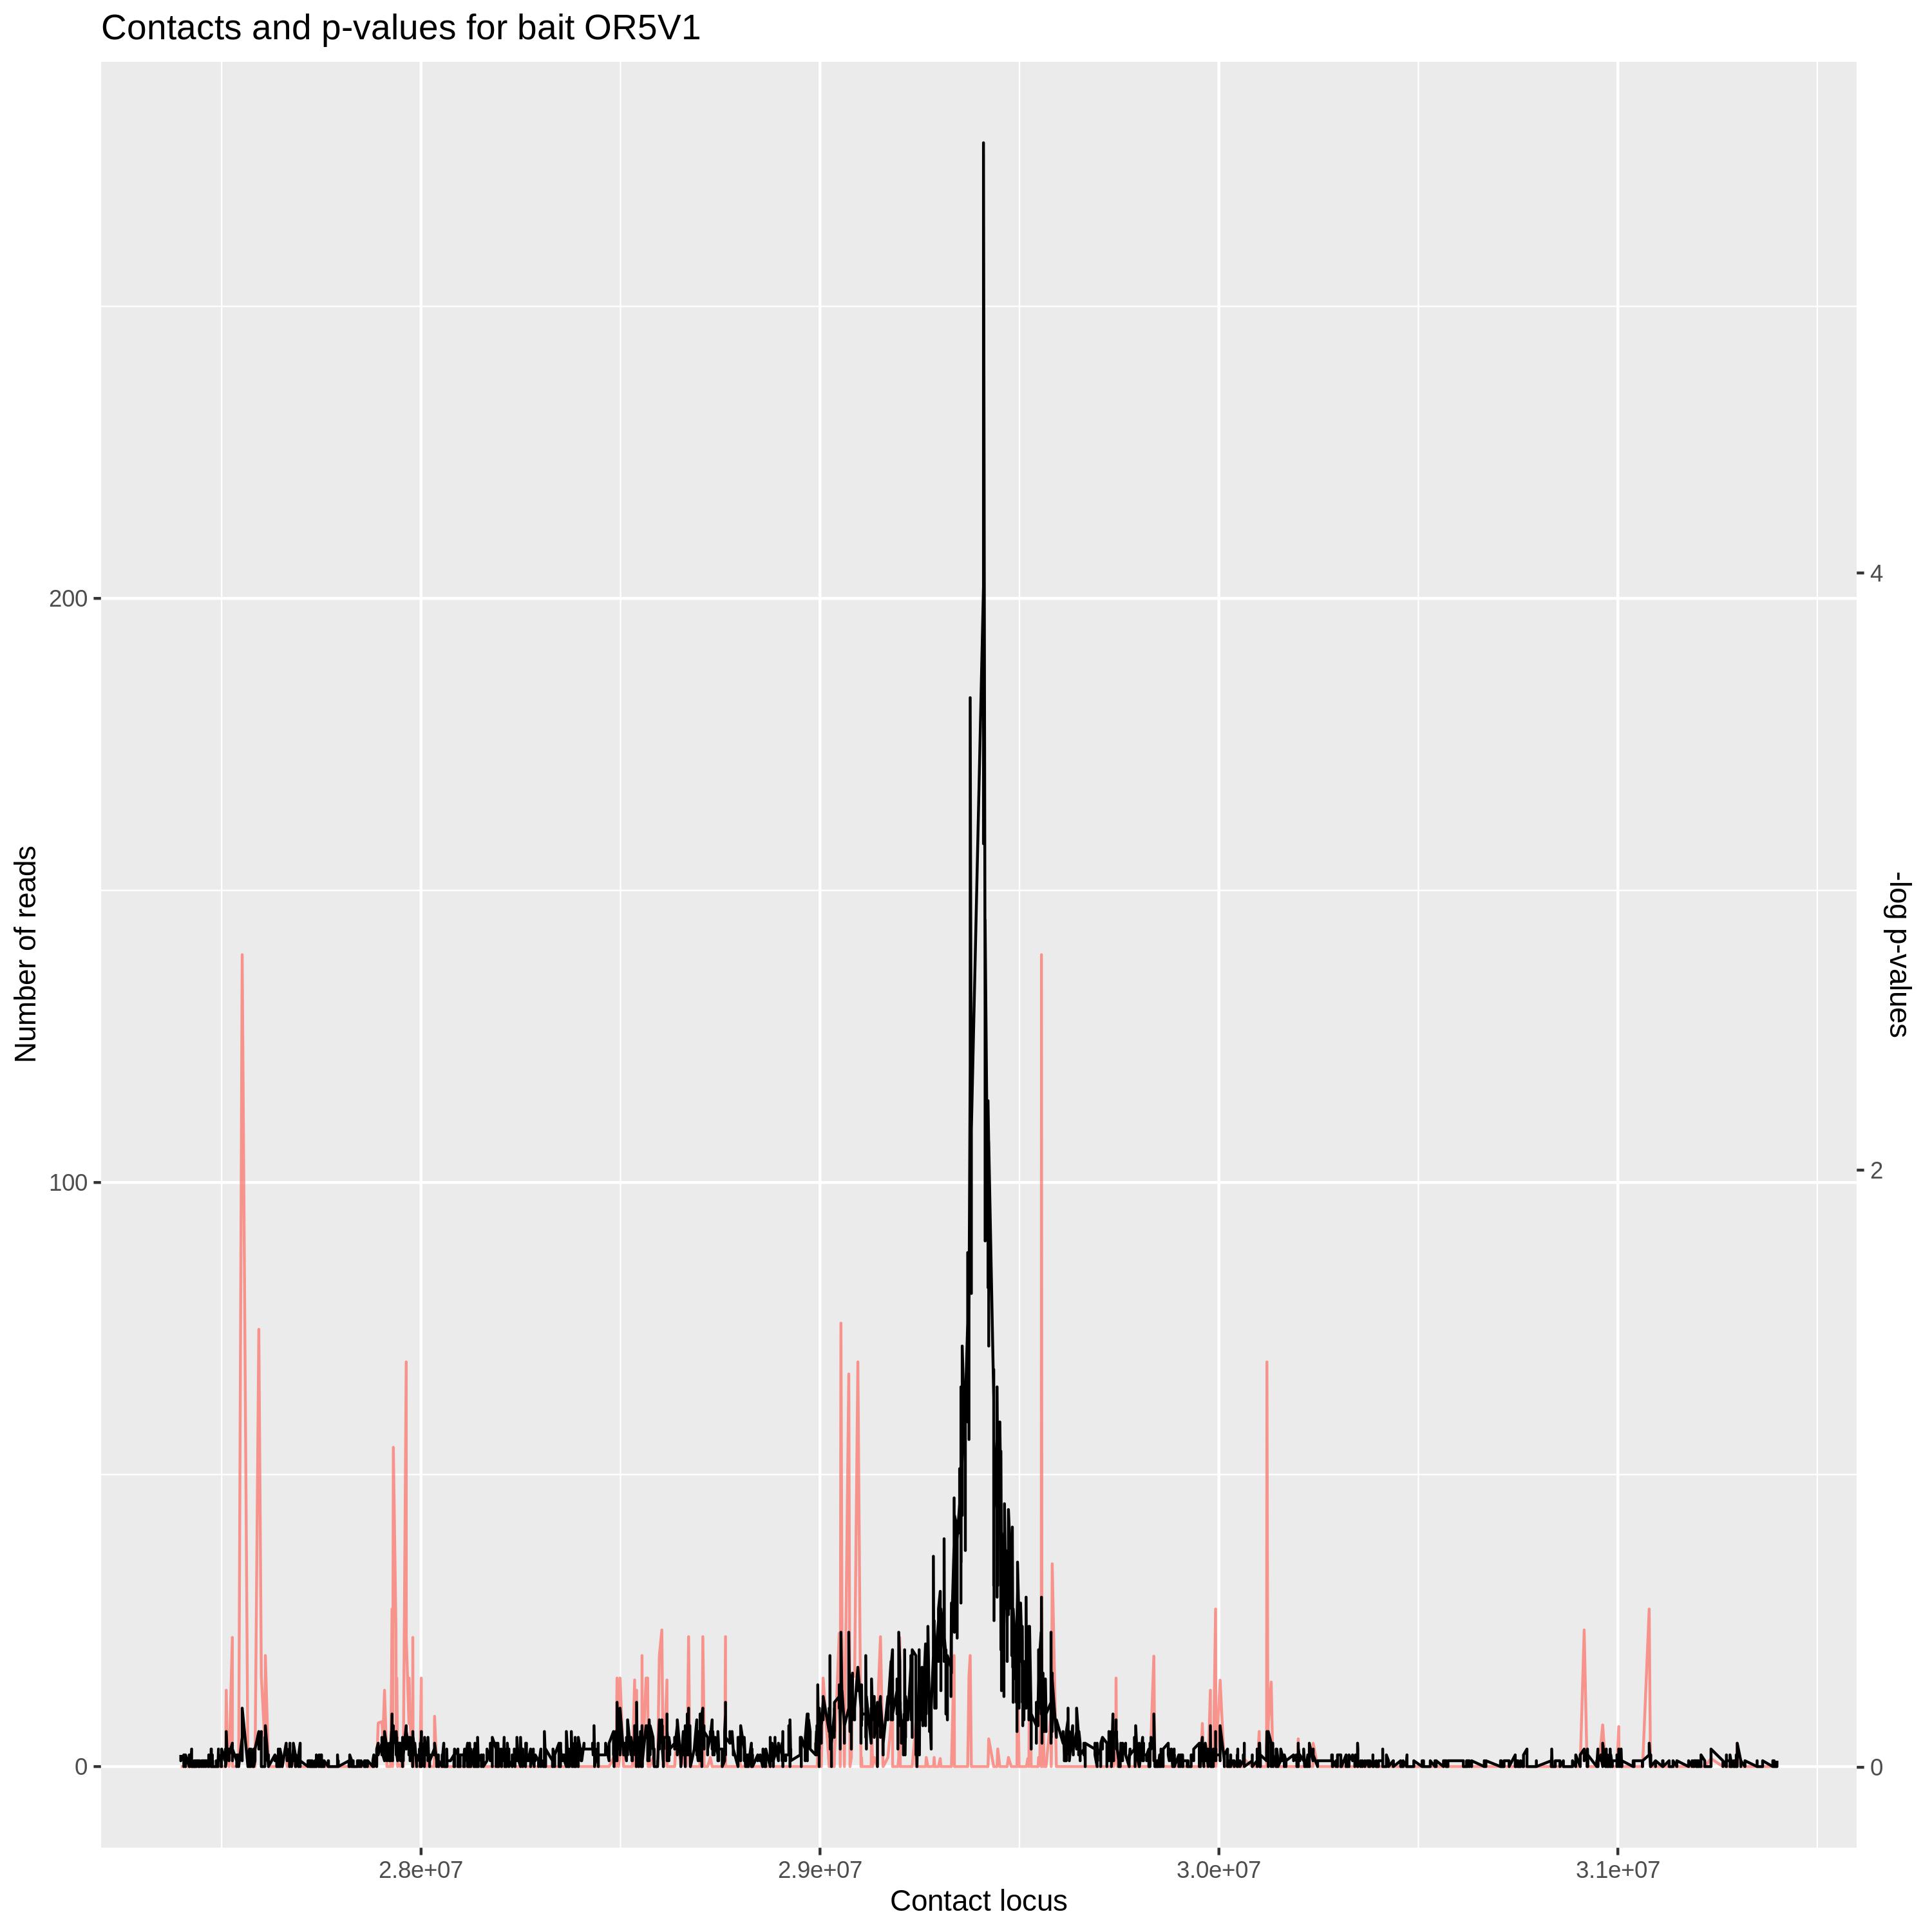 Contacts and p-values for bait OR5V1
200
100
0
Number of reads
4
2
0
-log p-values
2.8e+07
2.9e+07
3.0e+07
3.1e+07
Contact locus